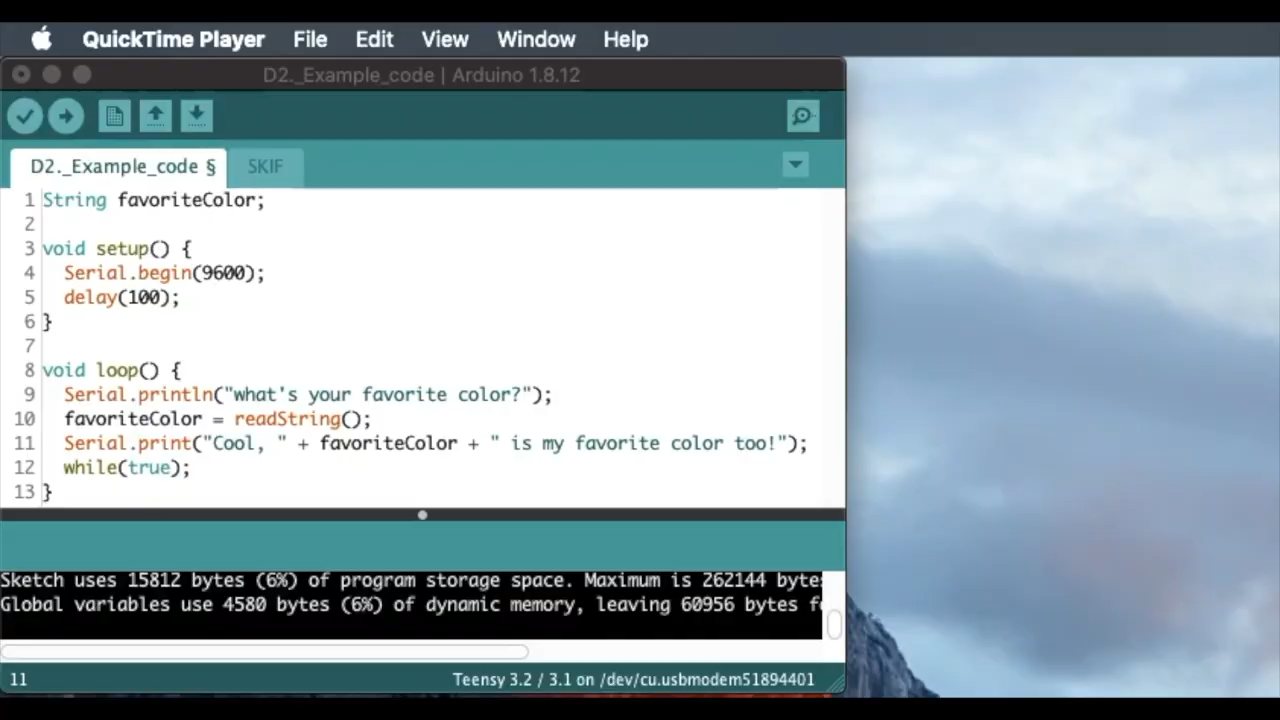 QuickTime Player File Edit View Window Help
D2._Example_code | Arduino 1.8.12
D2._Example_code § SKIF
1 String favoriteColor;
2
3 void setup() {
4 Serial.begin(9600);
5 delay(100);
6 }
7
8 void loop() {
9 Serial.println("what's your favorite color?");
10 favoriteColor = readString();
11 Serial.print("Cool, " + favoriteColor + " is my favorite color too!");
12 while(true);
13 }
Sketch uses 15812 bytes (6%) of program storage space. Maximum is 262144 bytes
Global variables use 4580 bytes (6%) of dynamic memory, leaving 60956 bytes f
11 Teensy 3.2 / 3.1 on /dev/cu.usbmodem51894401